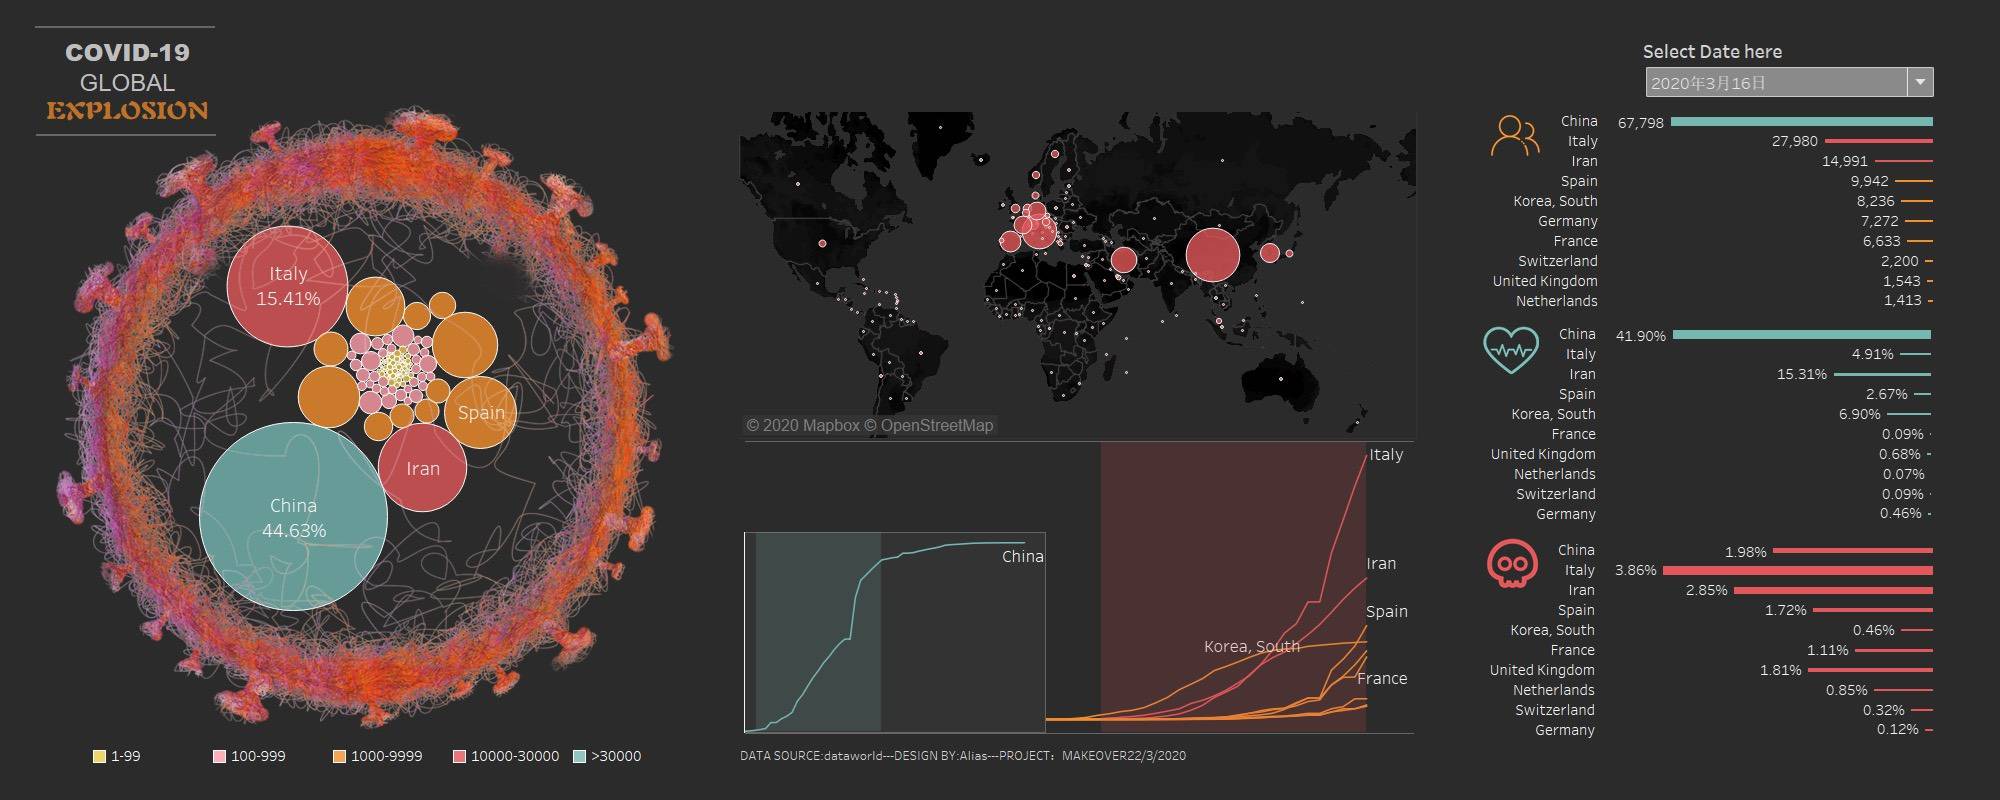 COVID-19
GLOBAL
EXPLOSION
Italy
15.41%
Spain
Iran
China
44.63%
1-99
100-999
1000-9999
10000-30000
>30000
© 2020 Mapbox © OpenStreetMap
China
Italy
Iran
Spain
Korea, South
France
DATA SOURCE:dataworld---DESIGN BY:Alias---PROJECT：MAKEOVER22/3/2020
Select Date here
2020年3月16日
China 67,798
Italy 27,980
Iran 14,991
Spain 9,942
Korea, South 8,236
Germany 7,272
France 6,633
Switzerland 2,200
United Kingdom 1,543
Netherlands 1,413
China 41.90%
Italy 4.91%
Iran 15.31%
Spain 2.67%
Korea, South 6.90%
France 0.09%
United Kingdom 0.68%
Netherlands 0.07%
Switzerland 0.09%
Germany 0.46%
China 1.98%
Italy 3.86%
Iran 2.85%
Spain 1.72%
Korea, South 0.46%
France 1.11%
United Kingdom 1.81%
Netherlands 0.85%
Switzerland 0.32%
Germany 0.12%